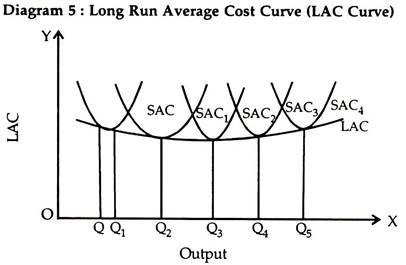 Diagram 5 : Long Run Average Cost Curve (LAC Curve)
Y
SAC
SAC₁
SAC₂
SAC₃
SAC₄
LAC
LAC
O
Q
Q₁
Q₂
Q₃
Q₄
Q₅
X
Output